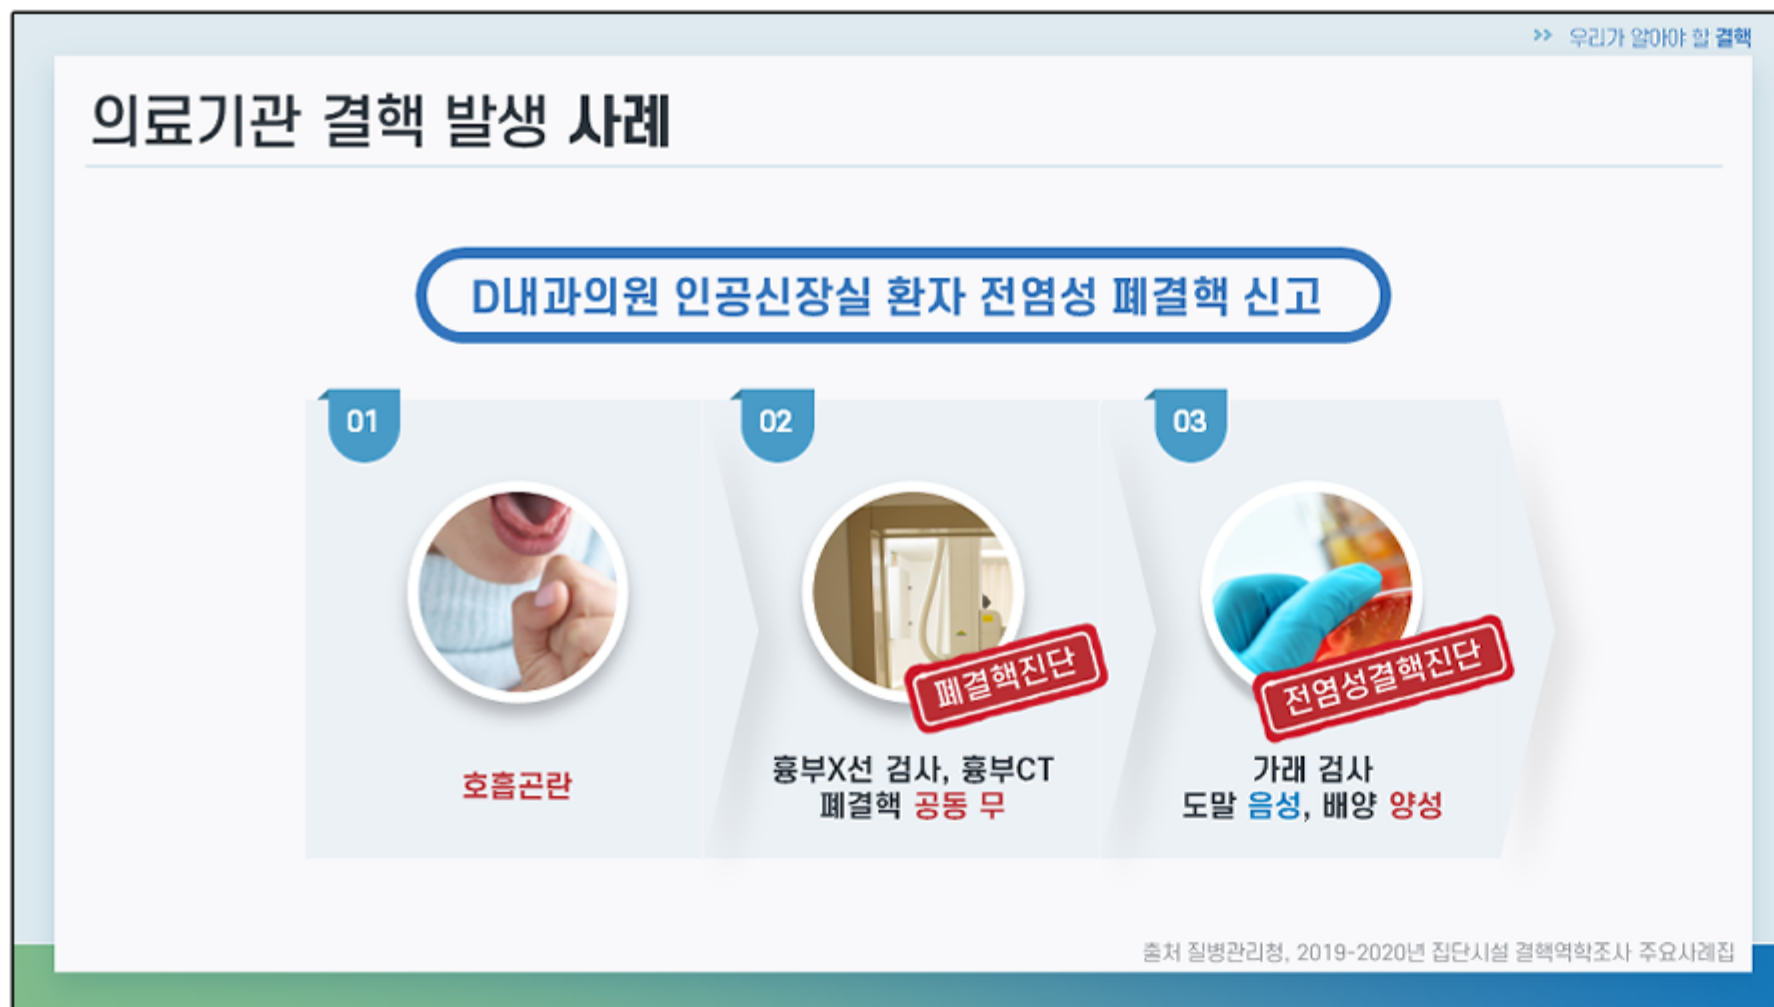 >> 우리가 알아야 할 결핵
의료기관 결핵 발생 사례
D내과의원 인공신장실 환자 전염성 폐결핵 신고
01
호흡곤란
02
폐결핵진단
흉부X선 검사, 흉부CT
폐결핵 공동 무
03
전염성결핵진단
가래 검사
도말 음성, 배양 양성
출처 질병관리청, 2019-2020년 집단시설 결핵역학조사 주요사례집